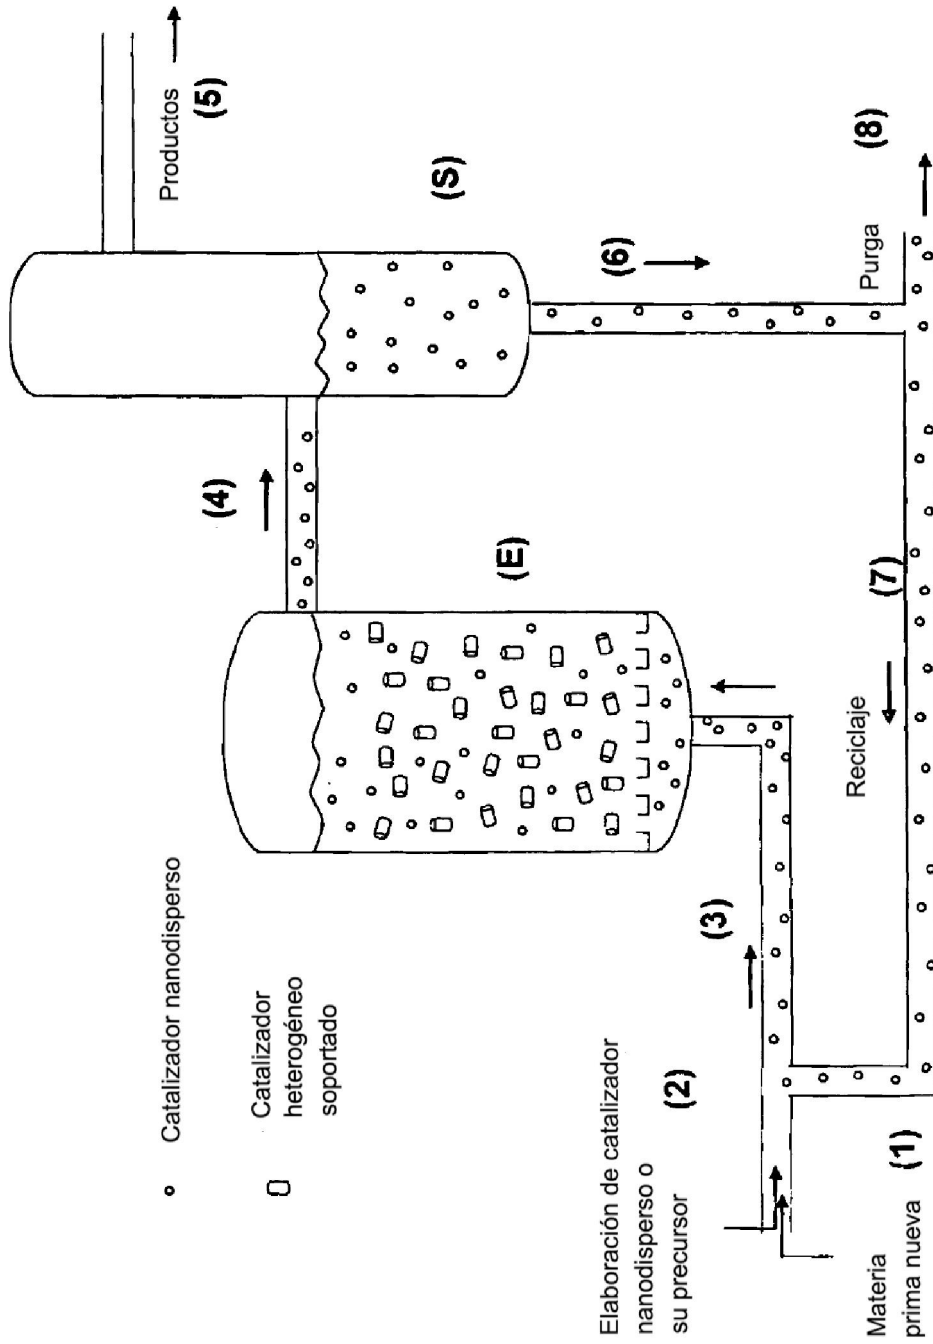 Productos
(5)
(S)
(4)
(6)
(8)
Purga
(E)
(7)
Reciclaje
(3)
Catalizador nanodisperso
Catalizador
heterogéneo
soportado
Elaboración de catalizador
nanodisperso o
su precursor
(2)
Materia
prima nueva
(1)